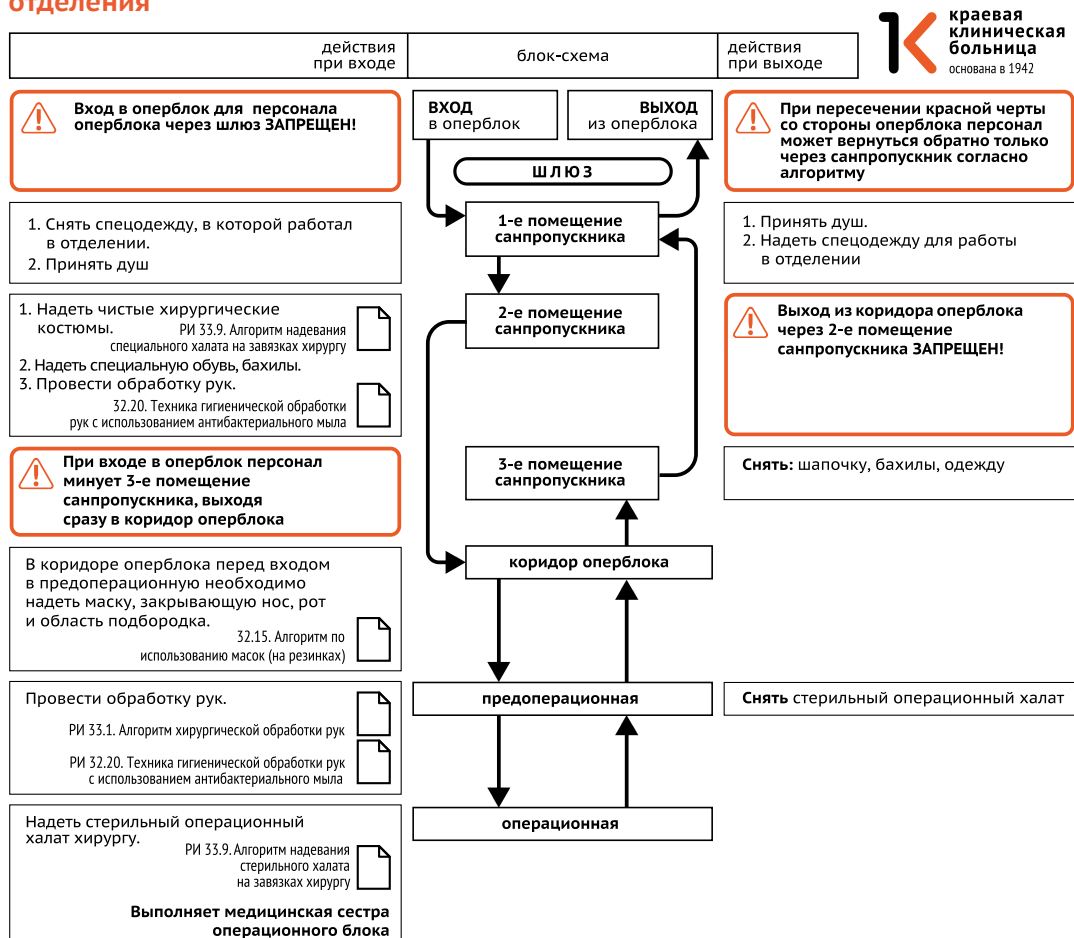 отделения
краевая
клиническая
больница
основана в 1942
действия
при входе
блок-схема
действия
при выходе
Вход в оперблок для персонала
оперблока через шлюз ЗАПРЕЩЕН!
ВХОД
в оперблок
ВЫХОД
из оперблока
При пересечении красной черты
со стороны оперблока персонал
может вернуться обратно только
через санпропускник согласно
алгоритму
ШЛЮЗ
1. Снять спецодежду, в которой работал
в отделении.
2. Принять душ
1-е помещение
санпропускника
1. Принять душ.
2. Надеть спецодежду для работы
в отделении
1. Надеть чистые хирургические
костюмы.
РИ 33.9. Алгоритм надевания
специального халата на завязках хирургу
2. Надеть специальную обувь, бахилы.
3. Провести обработку рук.
32.20. Техника гигиенической обработки
рук с использованием антибактериального мыла
2-е помещение
санпропускника
Выход из коридора оперблока
через 2-е помещение
санпропускника ЗАПРЕЩЕН!
При входе в оперблок персонал
минует 3-е помещение
санпропускника, выходя
сразу в коридор оперблока
3-е помещение
санпропускника
Снять: шапочку, бахилы, одежду
В коридоре оперблока перед входом
в предоперационную необходимо
надеть маску, закрывающую нос, рот
и область подбородка.
32.15. Алгоритм по
использованию масок (на резинках)
коридор оперблока
Провести обработку рук.
РИ 33.1. Алгоритм хирургической обработки рук
РИ 32.20. Техника гигиенической обработки рук
с использованием антибактериального мыла
предоперационная
Снять стерильный операционный халат
Надеть стерильный операционный
халат хирургу.
РИ 33.9. Алгоритм надевания
стерильного халата
на завязках хирургу
Выполняет медицинская сестра
операционного блока
операционная